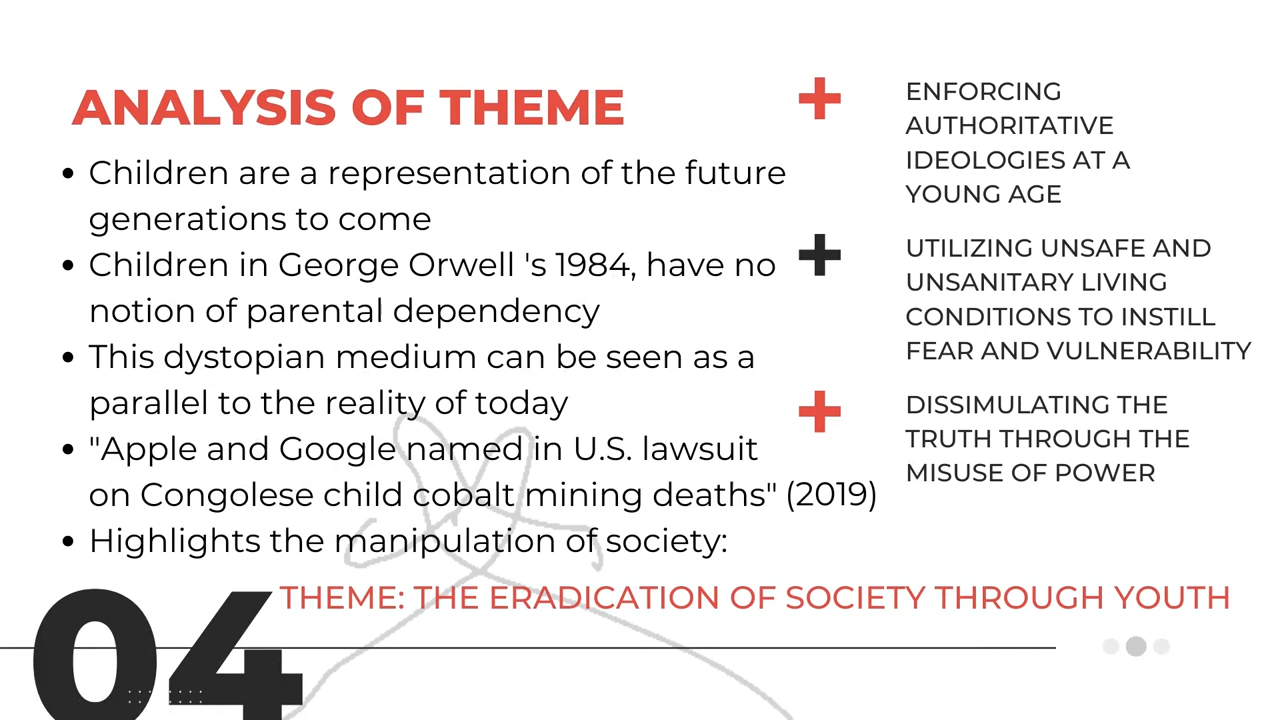 ANALYSIS OF THEME
• Children are a representation of the future
generations to come
• Children in George Orwell 's 1984, have no
notion of parental dependency
• This dystopian medium can be seen as a
parallel to the reality of today
• "Apple and Google named in U.S. lawsuit
on Congolese child cobalt mining deaths" (2019)
• Highlights the manipulation of society:
ENFORCING
AUTHORITATIVE
IDEOLOGIES AT A
YOUNG AGE
UTILIZING UNSAFE AND
UNSANITARY LIVING
CONDITIONS TO INSTILL
FEAR AND VULNERABILITY
DISSIMULATING THE
TRUTH THROUGH THE
MISUSE OF POWER
THEME: THE ERADICATION OF SOCIETY THROUGH YOUTH
04